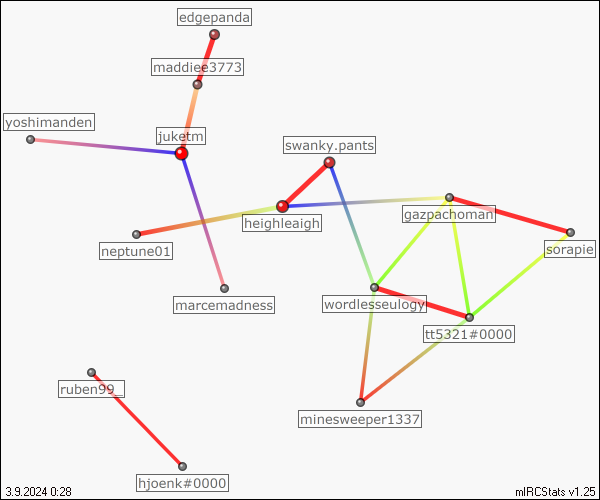 edgepanda
maddiee3773
yoshimanden
juketm
swanky.pants
gazpachoman
heighleaigh
neptune01
sorapie
marcemadness
wordlesseulogy
tt5321#0000
ruben99_
minesweeper1337
hjoenk#0000
3.9.2024 0:28
mIRCStats v1.25